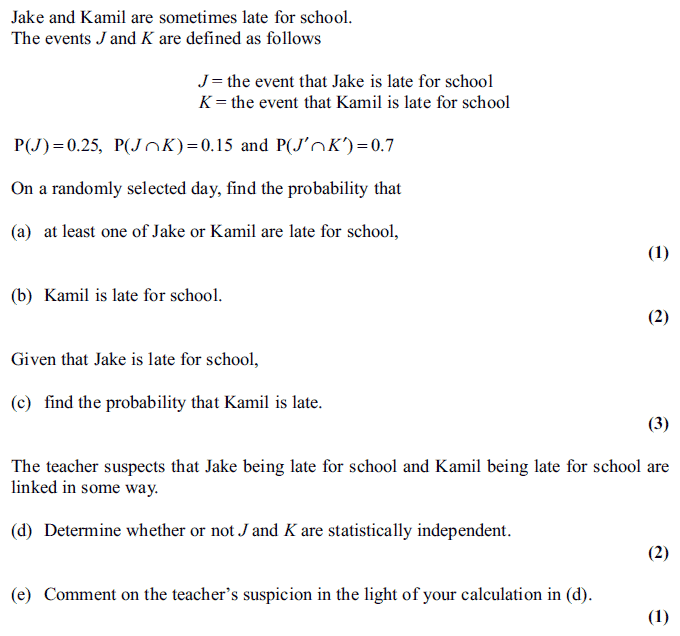 Jake and Kamil are sometimes late for school.
The events J and K are defined as follows
J = the event that Jake is late for school
K = the event that Kamil is late for school
P(J) = 0.25, P(J ∩ K) = 0.15 and P(J′ ∩ K′) = 0.7
On a randomly selected day, find the probability that
(a) at least one of Jake or Kamil are late for school,
(1)
(b) Kamil is late for school.
(2)
Given that Jake is late for school,
(c) find the probability that Kamil is late.
(3)
The teacher suspects that Jake being late for school and Kamil being late for school are
linked in some way.
(d) Determine whether or not J and K are statistically independent.
(2)
(e) Comment on the teacher's suspicion in the light of your calculation in (d).
(1)